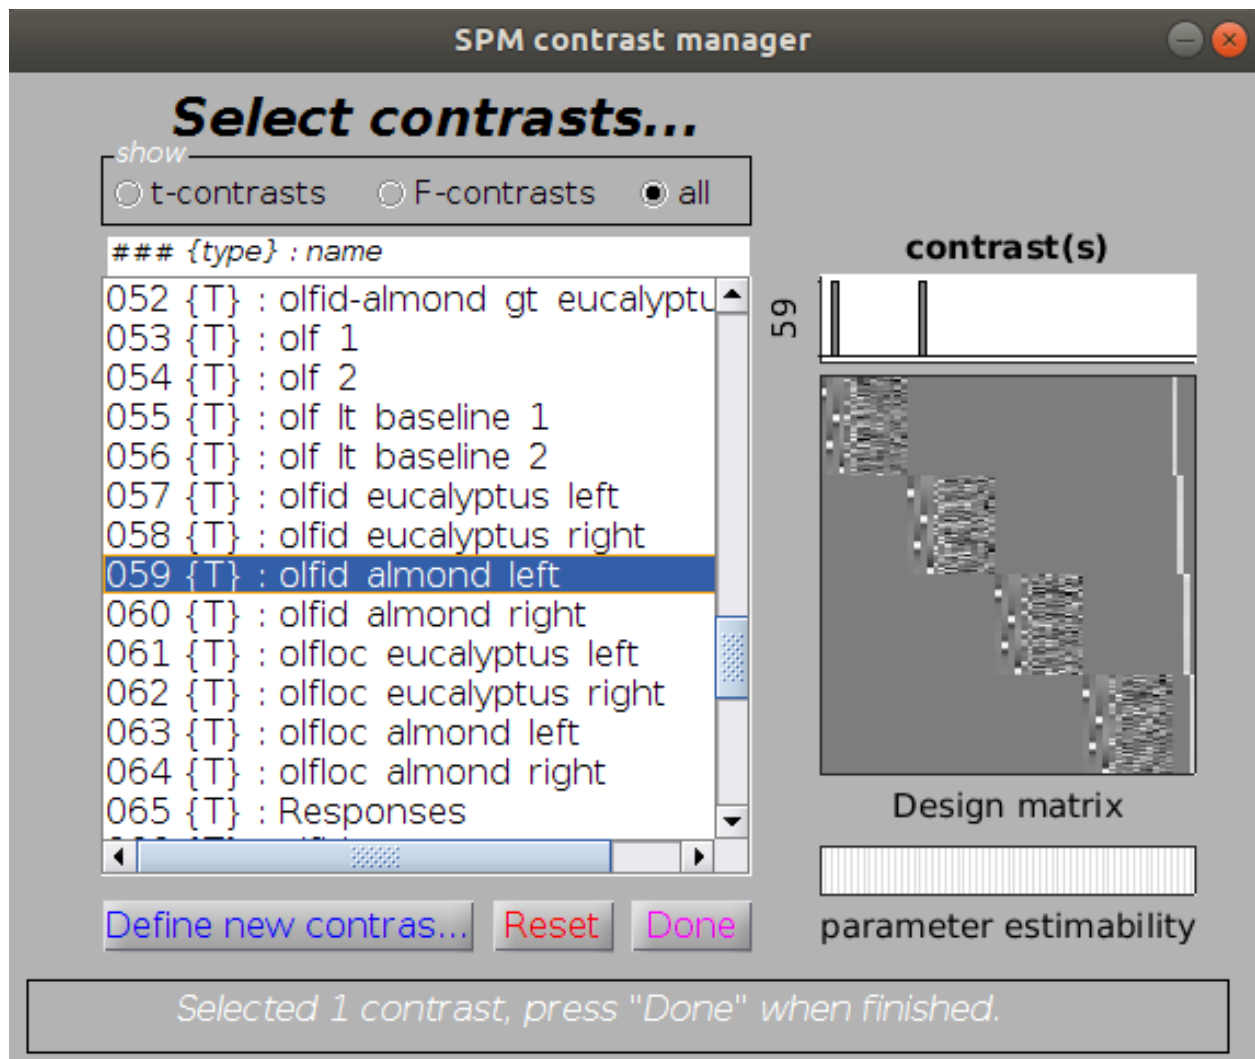 SPM contrast manager
Select contrasts...
show
t-contrasts F-contrasts all
### {type} : name
contrast(s)
052 {T} : olfid-almond gt eucalyptu
053 {T} : olf 1
054 {T} : olf 2
055 {T} : olf lt baseline 1
056 {T} : olf lt baseline 2
057 {T} : olfid eucalyptus left
058 {T} : olfid eucalyptus right
059 {T} : olfid almond left
060 {T} : olfid almond right
061 {T} : olfloc eucalyptus left
062 {T} : olfloc eucalyptus right
063 {T} : olfloc almond left
064 {T} : olfloc almond right
065 {T} : Responses
59
Design matrix
parameter estimability
Define new contras... Reset Done
Selected 1 contrast, press "Done" when finished.